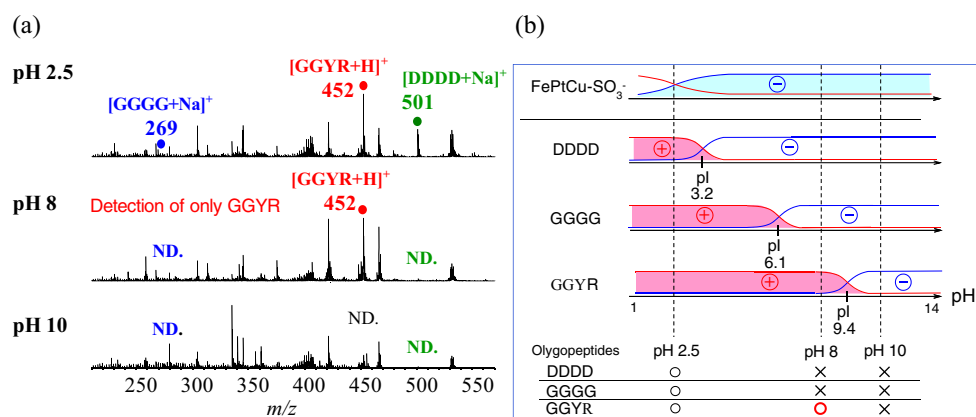 (a)
pH 2.5
[GGGG+Na]⁺
269
[GGYR+H]⁺
452
[DDDD+Na]⁺
501
pH 8
Detection of only GGYR
[GGYR+H]⁺
452
ND.
ND.
pH 10
ND.
ND.
ND.
250 300 350 400 450 500 550
m/z
(b)
FePtCu-SO₃⁻
−
DDDD
+ −
pI
3.2
GGGG
+ −
pI
6.1
GGYR
+ −
pH
1 14
pI
9.4
Olygopeptides pH 2.5 pH 8 pH 10
DDDD ○ × ×
GGGG ○ × ×
GGYR ○ ○ ×